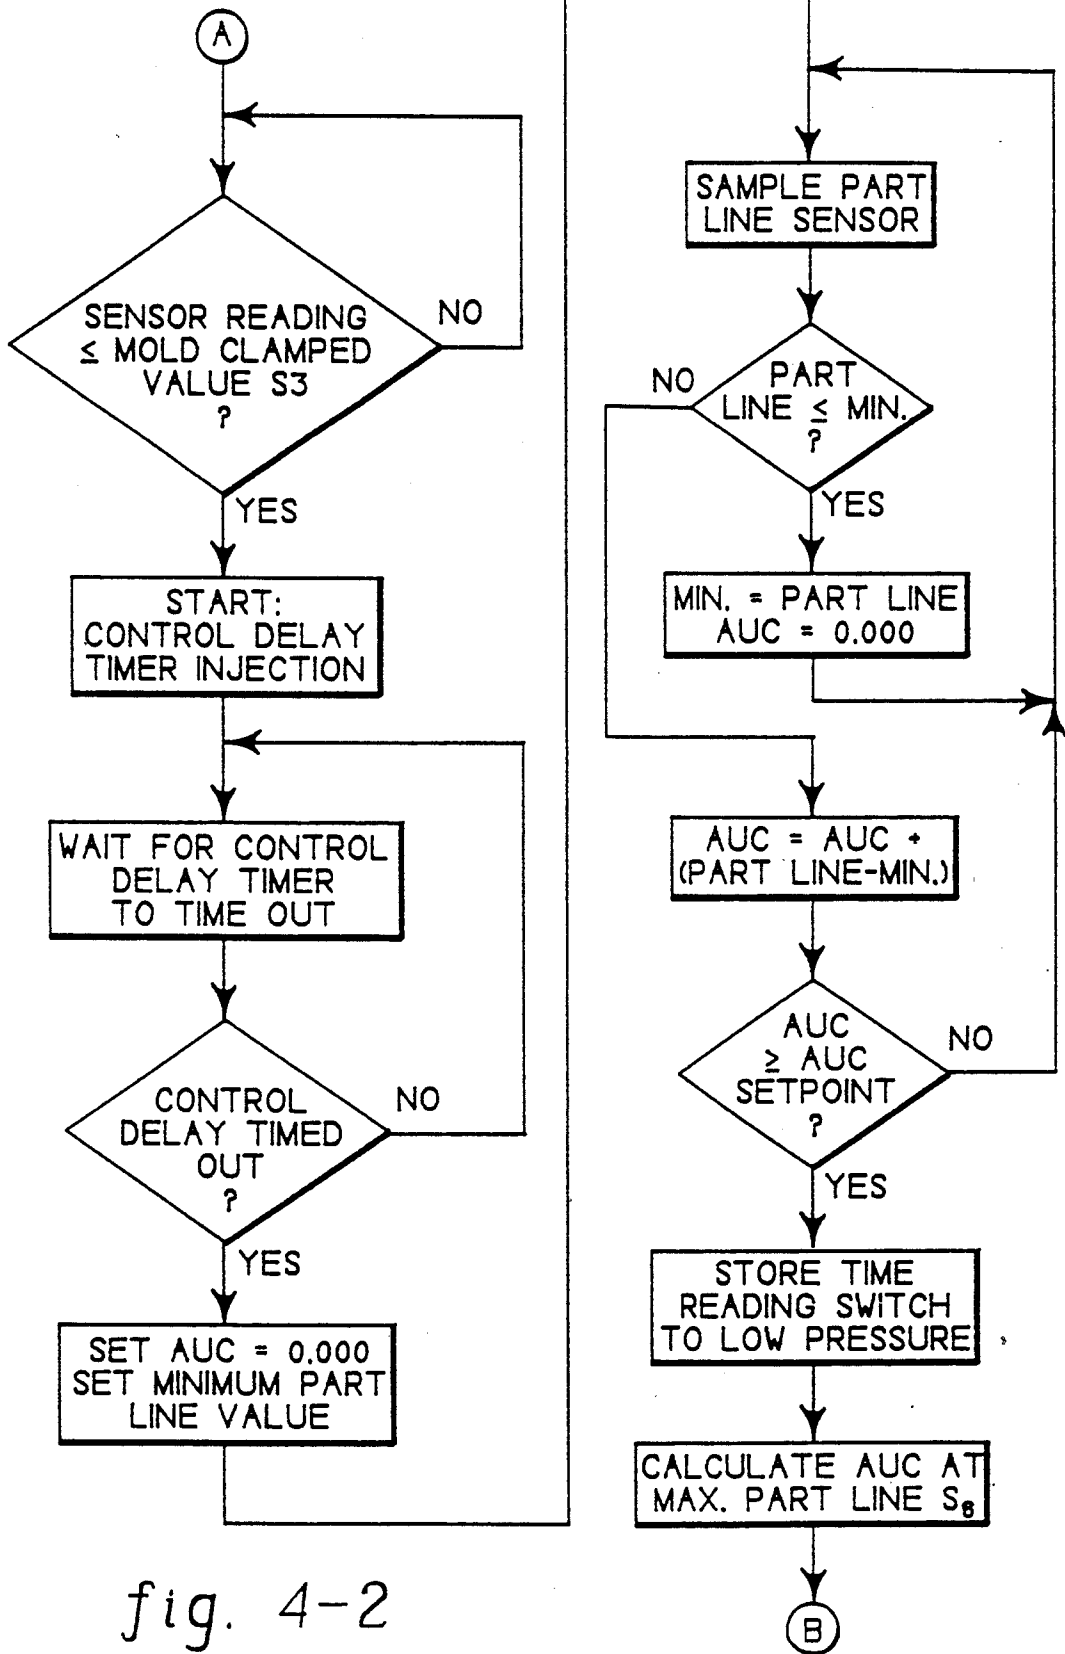 A
SENSOR READING
≤ MOLD CLAMPED
VALUE S3
?
NO
YES
START:
CONTROL DELAY
TIMER INJECTION
WAIT FOR CONTROL
DELAY TIMER
TO TIME OUT
CONTROL
DELAY TIMED
OUT
?
NO
YES
SET AUC = 0.000
SET MINIMUM PART
LINE VALUE
SAMPLE PART
LINE SENSOR
PART
LINE ≤ MIN.
?
NO
YES
MIN. = PART LINE
AUC = 0.000
AUC = AUC +
(PART LINE-MIN.)
AUC
≥ AUC
SETPOINT
?
NO
YES
STORE TIME
READING SWITCH
TO LOW PRESSURE
CALCULATE AUC AT
MAX. PART LINE S₆
B
fig. 4-2